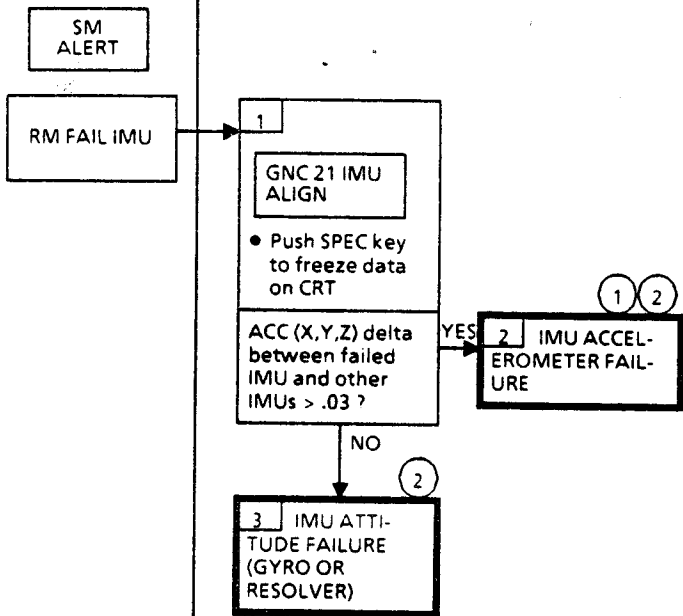 SM
ALERT
RM FAIL IMU
1
GNC 21 IMU
ALIGN
● Push SPEC key
to freeze data
on CRT
ACC (X,Y,Z) delta
between failed
IMU and other
IMUs > .03 ?
YES
1 2
2 IMU ACCEL-
EROMETER FAIL-
URE
NO
2
3 IMU ATTI-
TUDE FAILURE
(GYRO OR
RESOLVER)